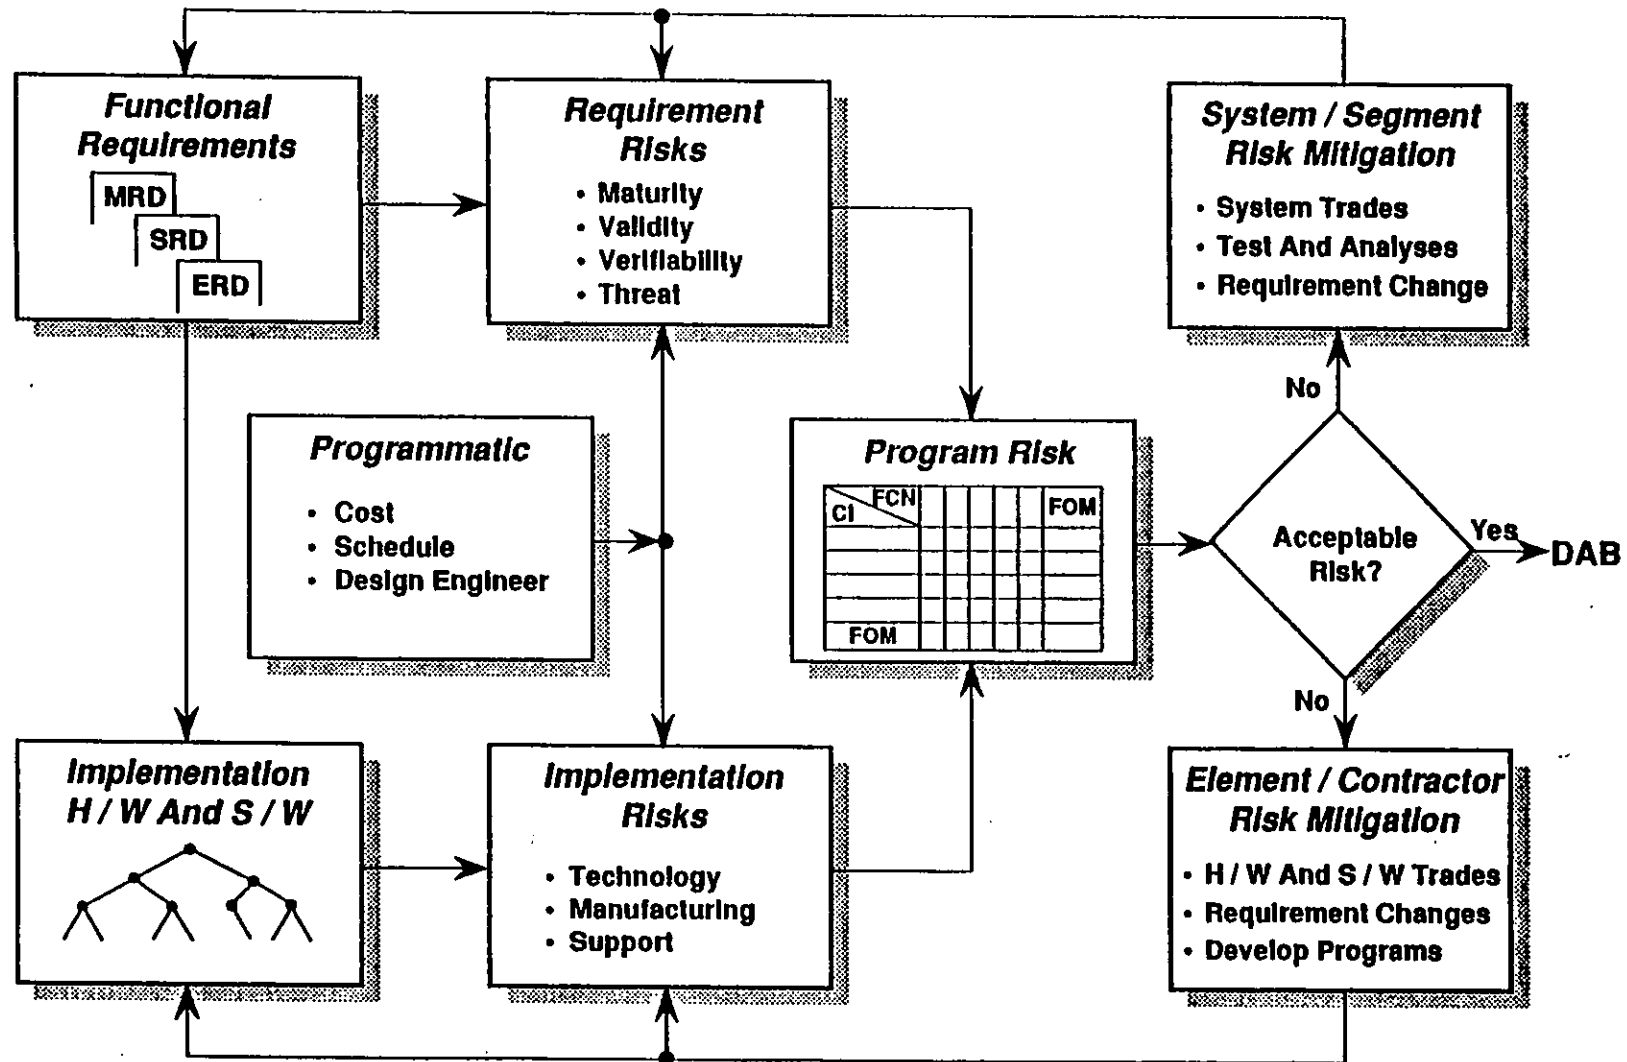 Functional
Requirements
MRD
SRD
ERD
Requirement
Risks
• Maturity
• Validity
• Verifiability
• Threat
System / Segment
Risk Mitigation
• System Trades
• Test And Analyses
• Requirement Change
No
Programmatic
• Cost
• Schedule
• Design Engineer
Program Risk
FCN
CI
FOM
FOM
Acceptable
Risk?
Yes
DAB
No
Implementation
H / W And S / W
Implementation
Risks
• Technology
• Manufacturing
• Support
Element / Contractor
Risk Mitigation
• H / W And S / W Trades
• Requirement Changes
• Develop Programs